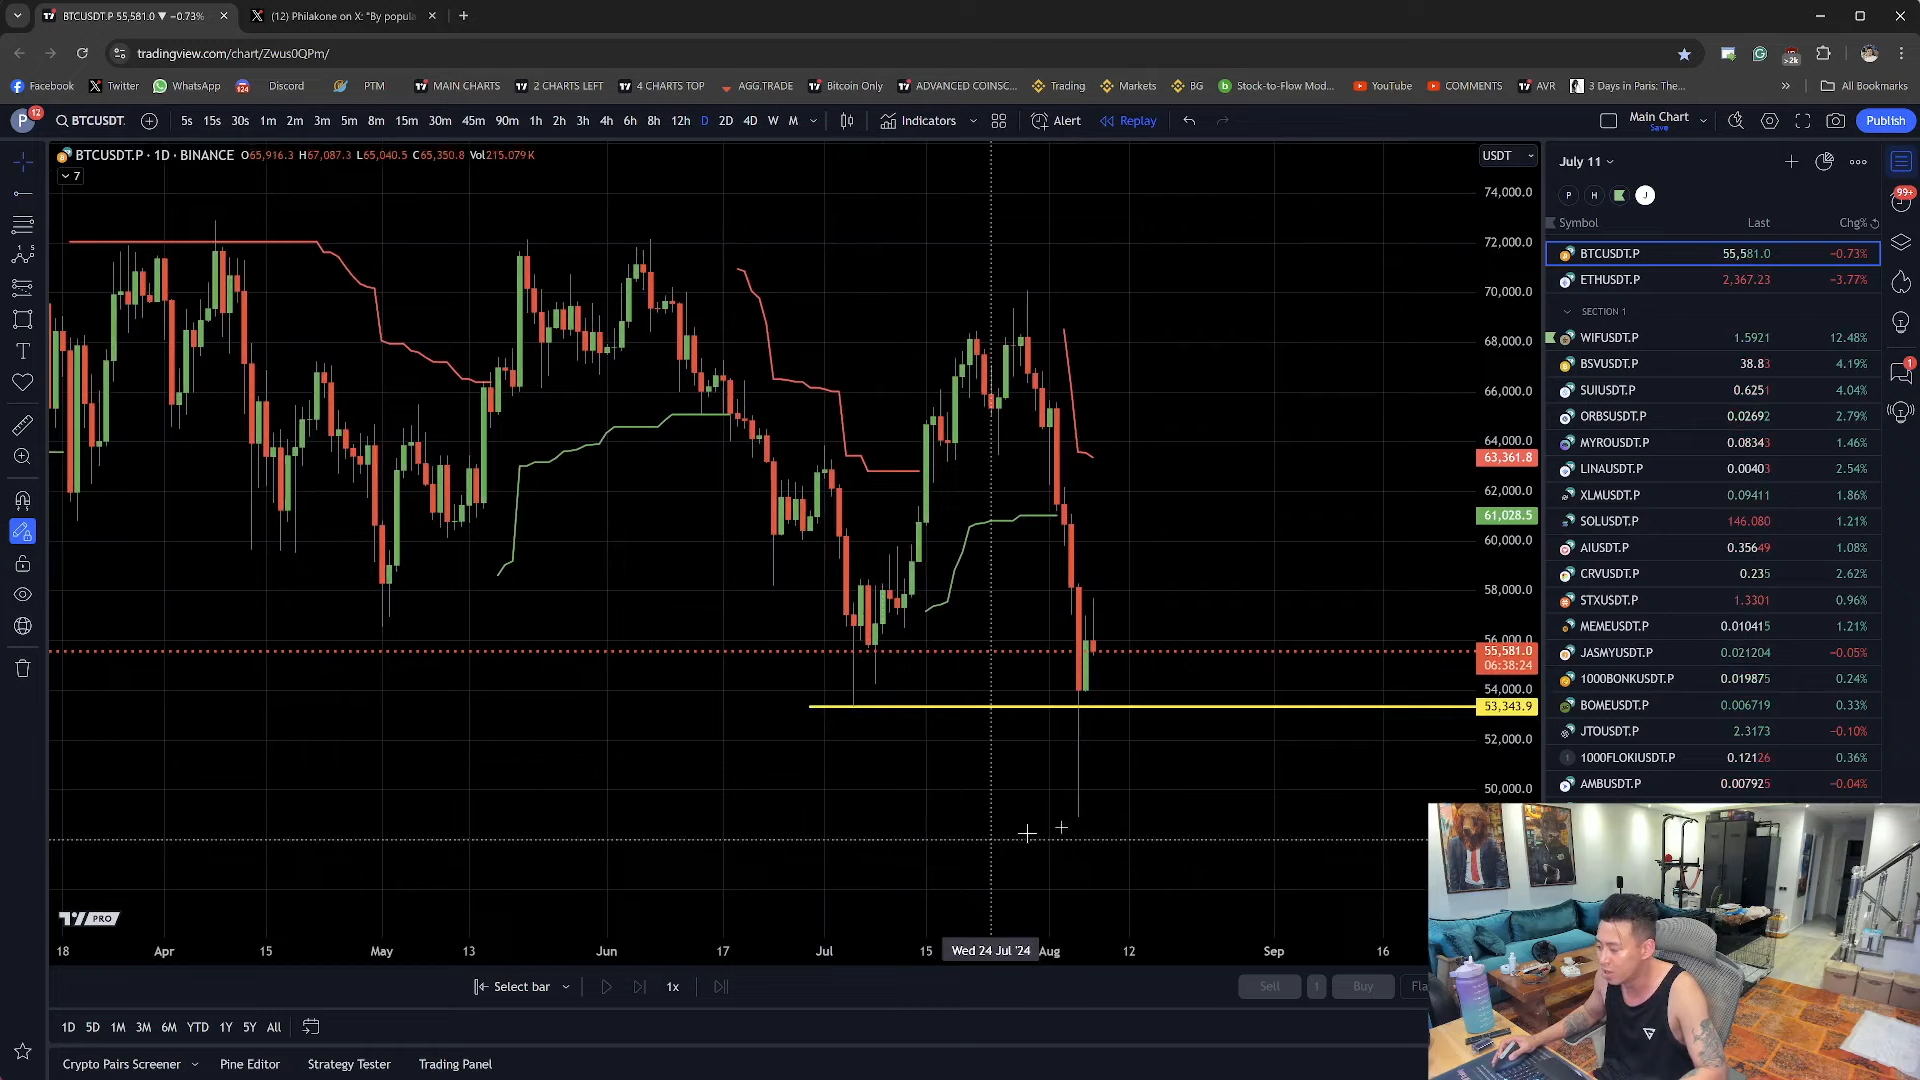 BTCUSDT.P 55,581.0 ▼ −0.73%
(12) Philakone on X: "By popula
tradingview.com/chart/Zwus0QPm/
>2k
Facebook
Twitter
WhatsApp
124
Discord
PTM
MAIN CHARTS
2 CHARTS LEFT
4 CHARTS TOP
AGG.TRADE
Bitcoin Only
ADVANCED COINSC...
Trading
Markets
BG
Stock-to-Flow Mod...
YouTube
COMMENTS
AVR
3 Days in Paris: The...
All Bookmarks
P
12
BTCUSDT.
5s 15s 30s 1m 2m 3m 5m 8m 15m 30m 45m 90m 1h 2h 3h 4h 6h 8h 12h D 2D 4D W M
Indicators
Alert
Replay
Main Chart
Save
Publish
BTCUSDT.P · 1D · BINANCE O65,916.3 H67,087.3 L65,040.5 C65,350.8 Vol215.079K
7
USDT
74,000.0
72,000.0
70,000.0
68,000.0
66,000.0
64,000.0
63,361.8
62,000.0
61,028.5
60,000.0
58,000.0
56,000.0
55,581.0
06:38:24
54,000.0
53,343.9
52,000.0
50,000.0
July 11
P H J
99+
1
Symbol Last Chg%
BTCUSDT.P 55,581.0 −0.73%
ETHUSDT.P 2,367.23 −3.77%
SECTION 1
WIFUSDT.P 1.5921 12.48%
BSVUSDT.P 38.83 4.19%
SUIUSDT.P 0.6251 4.04%
ORBSUSDT.P 0.02692 2.79%
MYROUSDT.P 0.08343 1.46%
LINAUSDT.P 0.00403 2.54%
XLMUSDT.P 0.09411 1.86%
SOLUSDT.P 146.080 1.21%
AIUSDT.P 0.35649 1.08%
CRVUSDT.P 0.235 2.62%
STXUSDT.P 1.3301 0.96%
MEMEUSDT.P 0.010415 1.21%
JASMYUSDT.P 0.021204 −0.05%
1000BONKUSDT.P 0.019875 0.24%
BOMEUSDT.P 0.006719 0.33%
JTOUSDT.P 2.3173 −0.10%
1000FLOKIUSDT.P 0.12126 0.36%
AMBUSDT.P 0.007925 −0.04%
PRO
18 Apr 15 May 13 Jun 17 Jul 15 Wed 24 Jul '24 Aug 12 Sep 16
Select bar
1x
Sell
1
Buy
Fla
1D 5D 1M 3M 6M YTD 1Y 5Y All
Crypto Pairs Screener
Pine Editor
Strategy Tester
Trading Panel